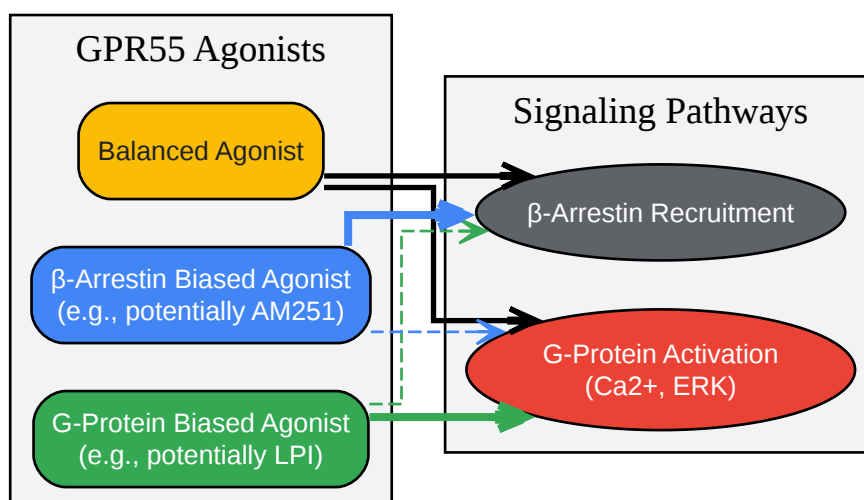 GPR55 Agonists
Balanced Agonist
β-Arrestin Biased Agonist
(e.g., potentially AM251)
G-Protein Biased Agonist
(e.g., potentially LPI)
Signaling Pathways
β-Arrestin Recruitment
G-Protein Activation
(Ca2+, ERK)